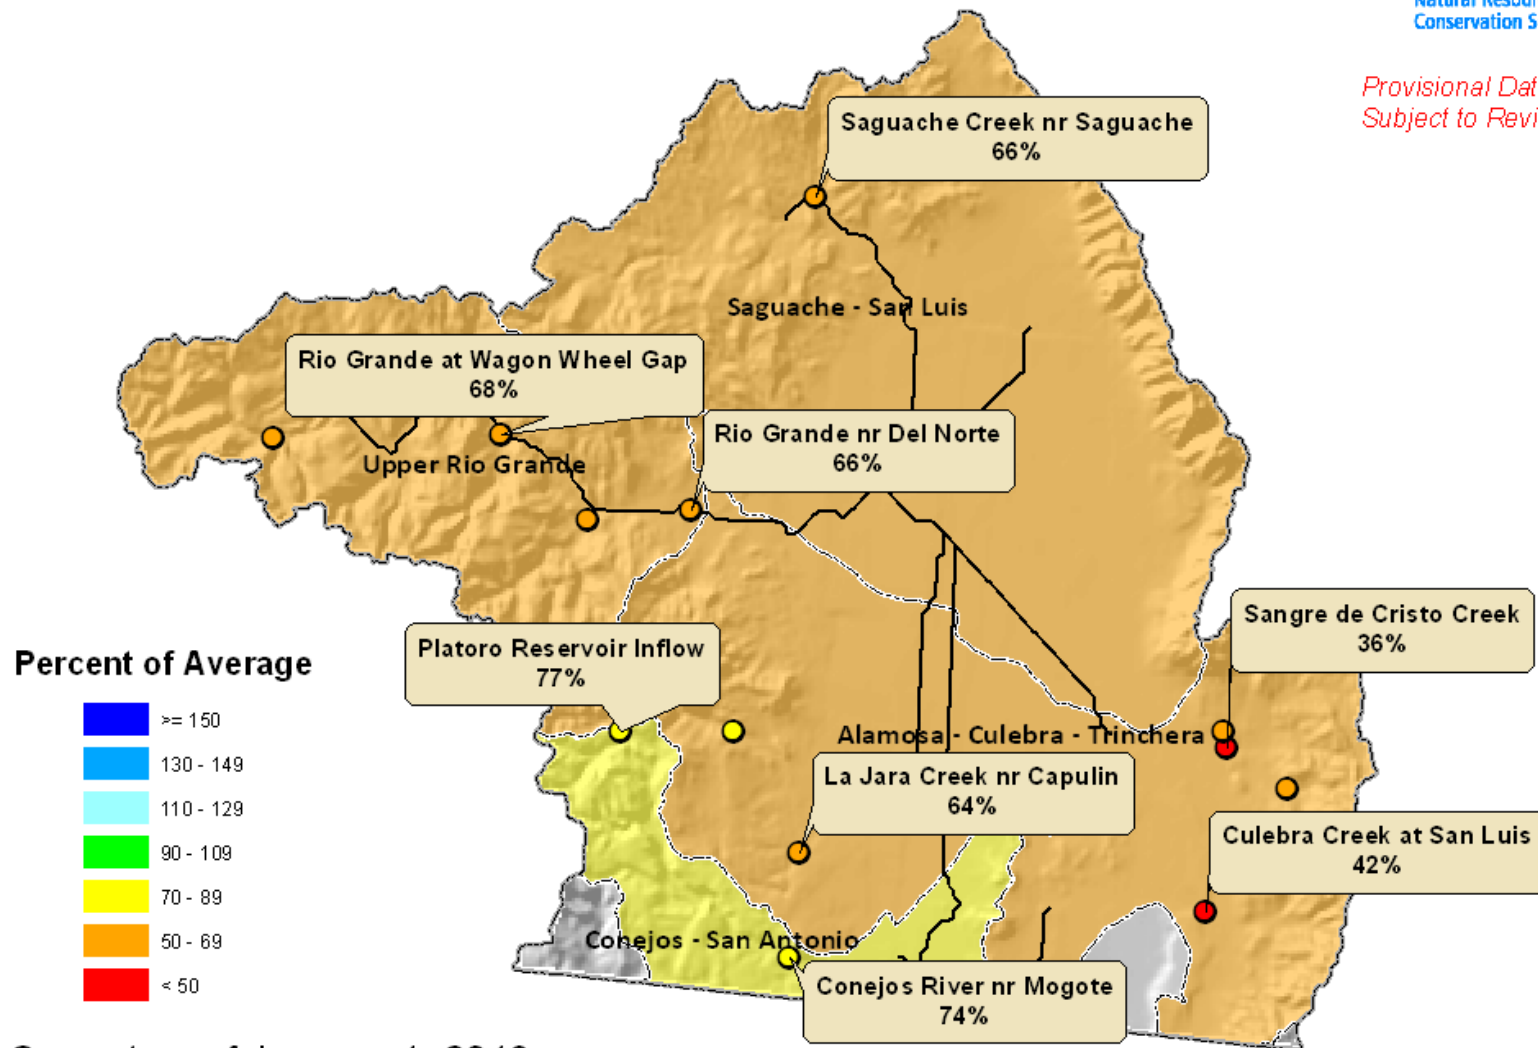 Conservation S
Provisional Dat
Subject to Revi
Saguache Creek nr Saguache
66%
Saguache - San Luis
Rio Grande at Wagon Wheel Gap
68%
Rio Grande nr Del Norte
66%
Upper Rio Grande
Sangre de Cristo Creek
36%
Platoro Reservoir Inflow
77%
Alamosa - Culebra - Trinchera
La Jara Creek nr Capulin
64%
Culebra Creek at San Luis
42%
Conejos - San Antonio
Conejos River nr Mogote
74%
Percent of Average
>= 150
130 - 149
110 - 129
90 - 109
70 - 89
50 - 69
< 50